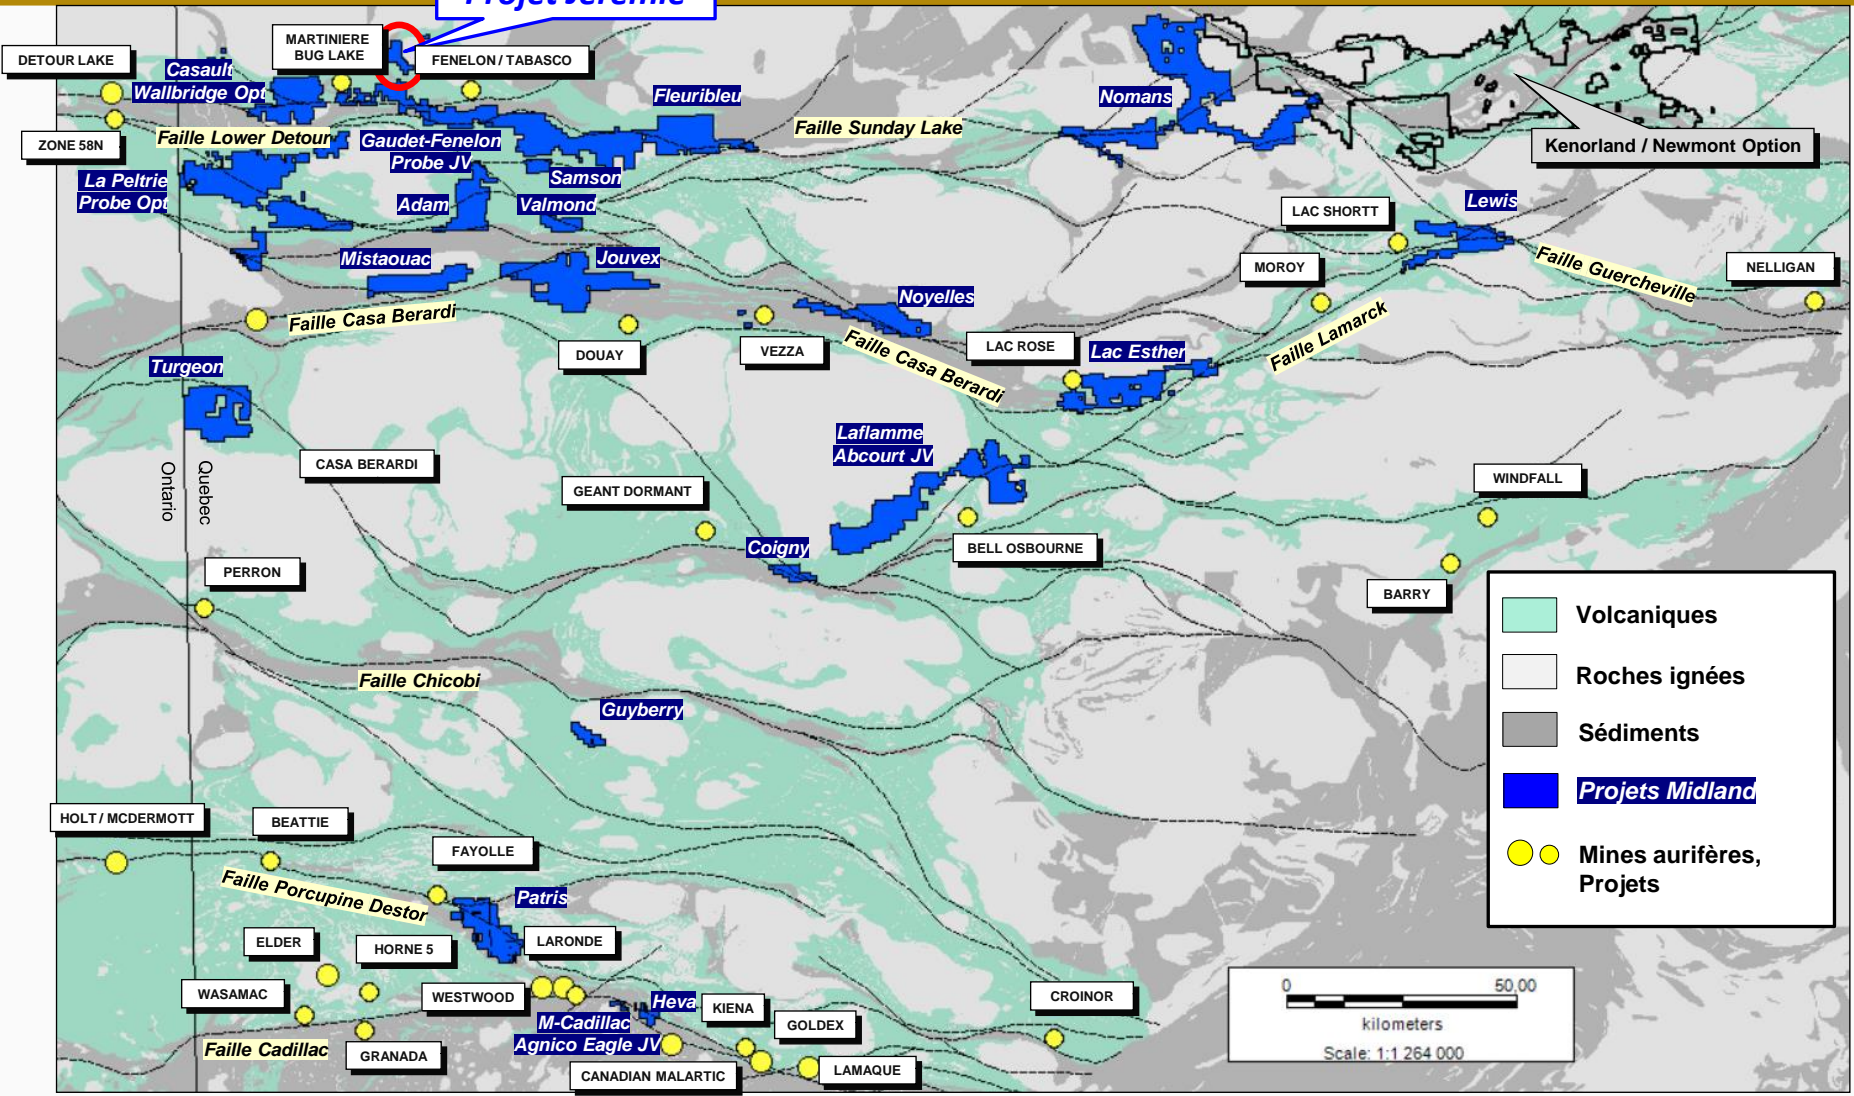 Projet Jérémie
DETOUR LAKE
MARTINIERE
BUG LAKE
FENELON / TABASCO
Casault
Wallbridge Opt
Fleuribleu
Nomans
ZONE 58N
Faille Lower Detour
Gaudet-Fenelon
Probe JV
Faille Sunday Lake
Kenorland / Newmont Option
La Peltrie
Probe Opt
Samson
Adam
Valmond
LAC SHORTT
Lewis
Mistaouac
Jouvex
MOROY
Faille Guercheville
NELLIGAN
Noyelles
Faille Casa Berardi
DOUAY
VEZZA
Faille Casa Berardi
LAC ROSE
Lac Esther
Faille Lamarck
Turgeon
Laflamme
Abcourt JV
CASA BERARDI
Ontario
Quebec
GEANT DORMANT
WINDFALL
Coigny
BELL OSBOURNE
PERRON
BARRY
Faille Chicobi
Guyberry
Volcaniques
Roches ignées
Sédiments
Projets Midland
Mines aurifères,
Projets
HOLT / MCDERMOTT
BEATTIE
FAYOLLE
Faille Porcupine Destor
Patris
ELDER
HORNE 5
LARONDE
WASAMAC
WESTWOOD
Heva
KIENA
CROINOR
M-Cadillac
Agnico Eagle JV
GOLDEX
Faille Cadillac
GRANADA
CANADIAN MALARTIC
LAMAQUE
0 50,00
kilometers
Scale: 1:1 264 000